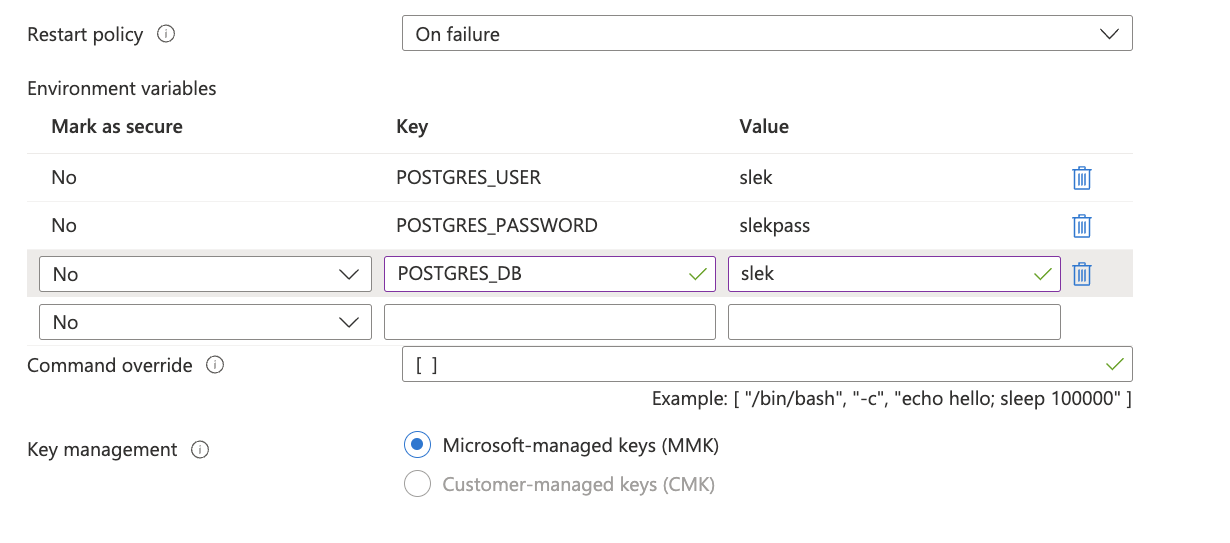 Restart policy
On failure
Environment variables
Mark as secure Key Value
No POSTGRES_USER slek
No POSTGRES_PASSWORD slekpass
No POSTGRES_DB slek
No
Command override [ ]
Example: [ "/bin/bash", "-c", "echo hello; sleep 100000" ]
Key management
Microsoft-managed keys (MMK)
Customer-managed keys (CMK)